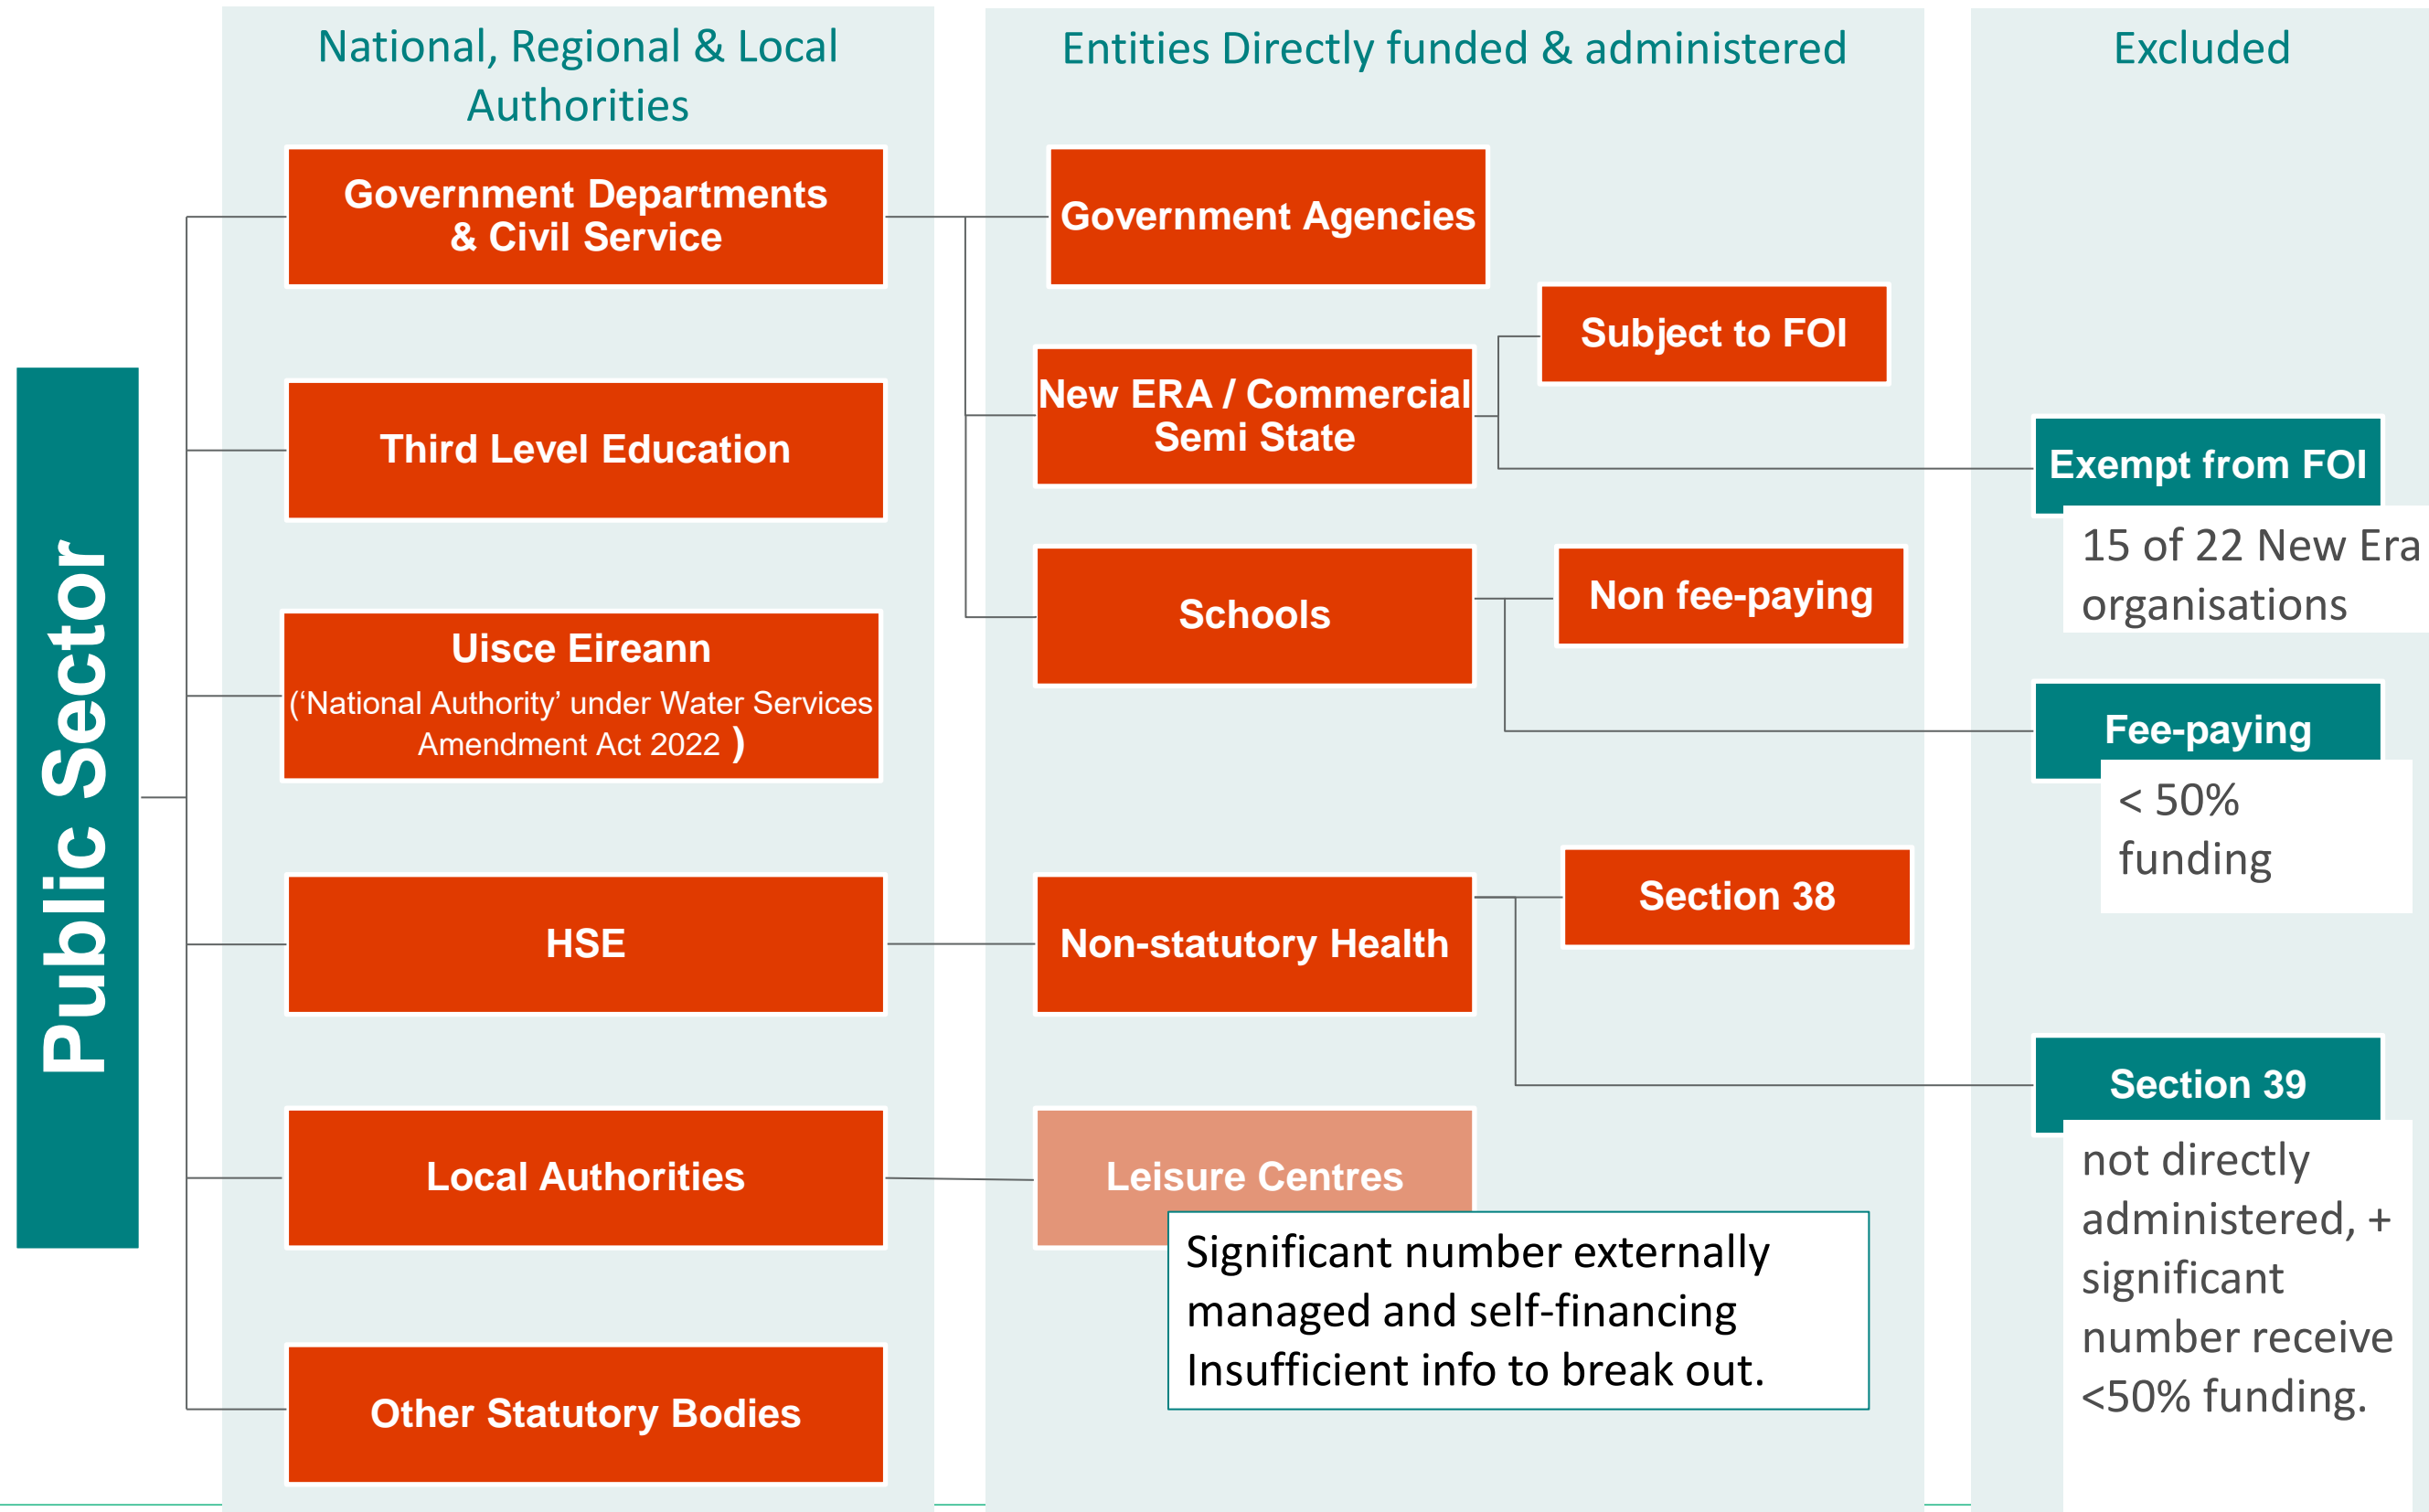 Public Sector
National, Regional & Local
Authorities
Government Departments
& Civil Service
Third Level Education
Uisce Eireann
(‘National Authority’ under Water Services
Amendment Act 2022 )
HSE
Local Authorities
Other Statutory Bodies
Entities Directly funded & administered
Government Agencies
New ERA / Commercial
Semi State
Subject to FOI
Schools
Non fee-paying
Non-statutory Health
Section 38
Leisure Centres
Significant number externally
managed and self-financing
Insufficient info to break out.
Excluded
Exempt from FOI
15 of 22 New Era
organisations
Fee-paying
< 50%
funding
Section 39
not directly
administered, +
significant
number receive
<50% funding.